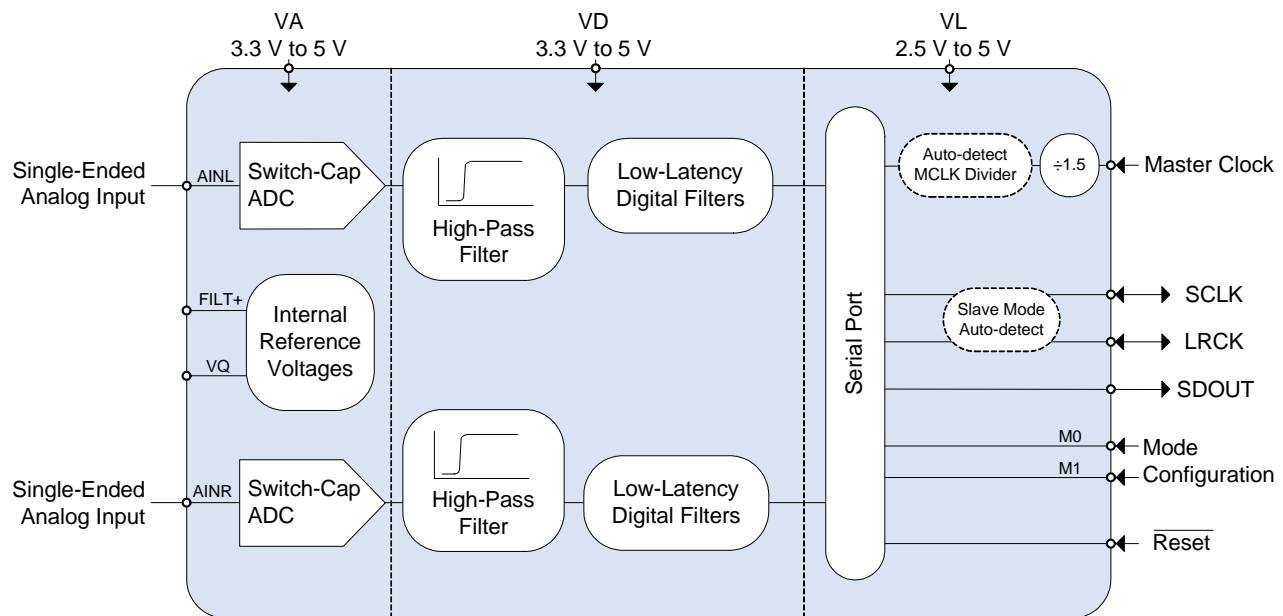 VA
3.3 V to 5 V
VD
3.3 V to 5 V
VL
2.5 V to 5 V
Single-Ended
Analog Input
AINL
Switch-Cap
ADC
High-Pass
Filter
Low-Latency
Digital Filters
Serial Port
Auto-detect
MCLK Divider
÷1.5
Master Clock
FILT+
VQ
Internal
Reference
Voltages
Slave Mode
Auto-detect
SCLK
LRCK
SDOUT
M0
M1
Mode
Configuration
Single-Ended
Analog Input
AINR
Switch-Cap
ADC
High-Pass
Filter
Low-Latency
Digital Filters
Reset